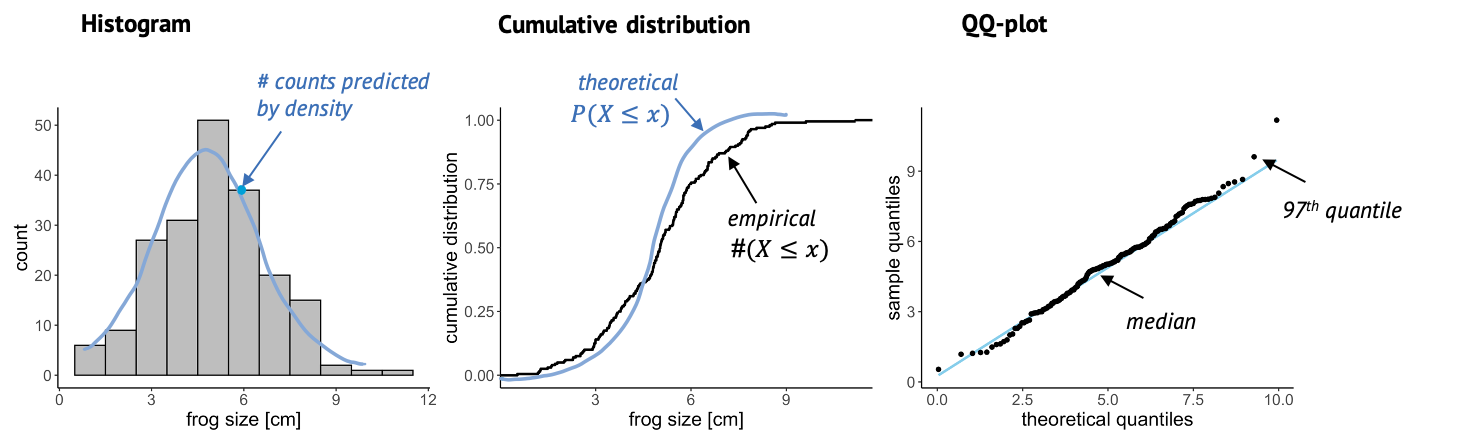 Histogram
# counts predicted
by density
50
40
30
20
10
0
count
0
3
6
9
12
frog size [cm]
Cumulative distribution
theoretical
P(X ≤ x)
1.00
0.75
0.50
0.25
0.00
cumulative distribution
empirical
#(X ≤ x)
3
6
9
frog size [cm]
QQ-plot
9
6
3
0
sample quantiles
97th quantile
median
0.0
2.5
5.0
7.5
10.0
theoretical quantiles